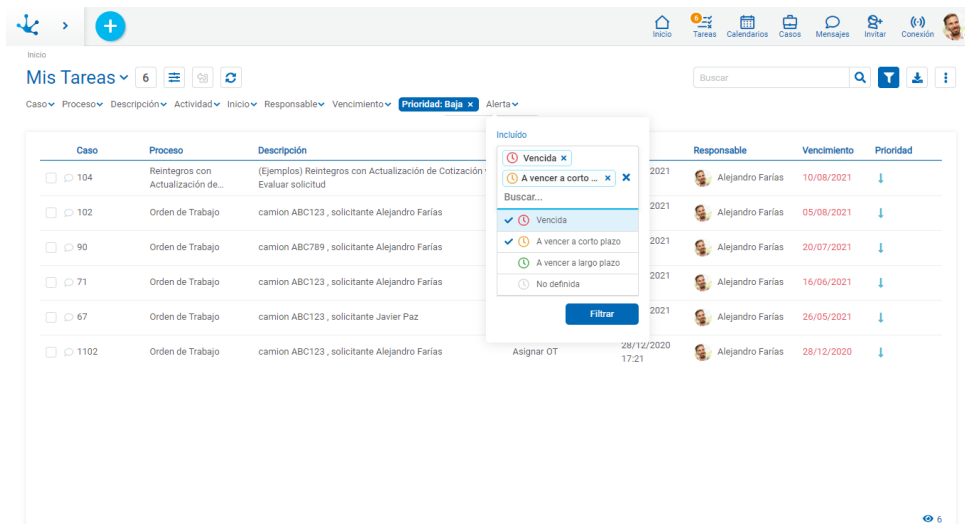 6
Inicio
Tareas
Calendarios
Casos
Mensajes
Invitar
Conexión
Inicio
Mis Tareas
6
Buscar
Caso Proceso Descripción Actividad Inicio Responsable Vencimiento Prioridad: Baja × Alerta
Incluído
Vencida ×
A vencer a corto ... ×
Buscar...
Vencida
A vencer a corto plazo
A vencer a largo plazo
No definida
Filtrar
Caso Proceso Descripción Responsable Vencimiento Prioridad
104 Reintegros con Actualización de... (Ejemplos) Reintegros con Actualización de Cotización Evaluar solicitud 2021 Alejandro Farías 10/08/2021
102 Orden de Trabajo camion ABC123 , solicitante Alejandro Farías 2021 Alejandro Farías 05/08/2021
90 Orden de Trabajo camion ABC789 , solicitante Alejandro Farías 2021 Alejandro Farías 20/07/2021
71 Orden de Trabajo camion ABC123 , solicitante Alejandro Farías 2021 Alejandro Farías 16/06/2021
67 Orden de Trabajo camion ABC123 , solicitante Javier Paz 2021 Alejandro Farías 26/05/2021
1102 Orden de Trabajo camion ABC123 , solicitante Alejandro Farías Asignar OT 28/12/2020 17:21 Alejandro Farías 28/12/2020
6